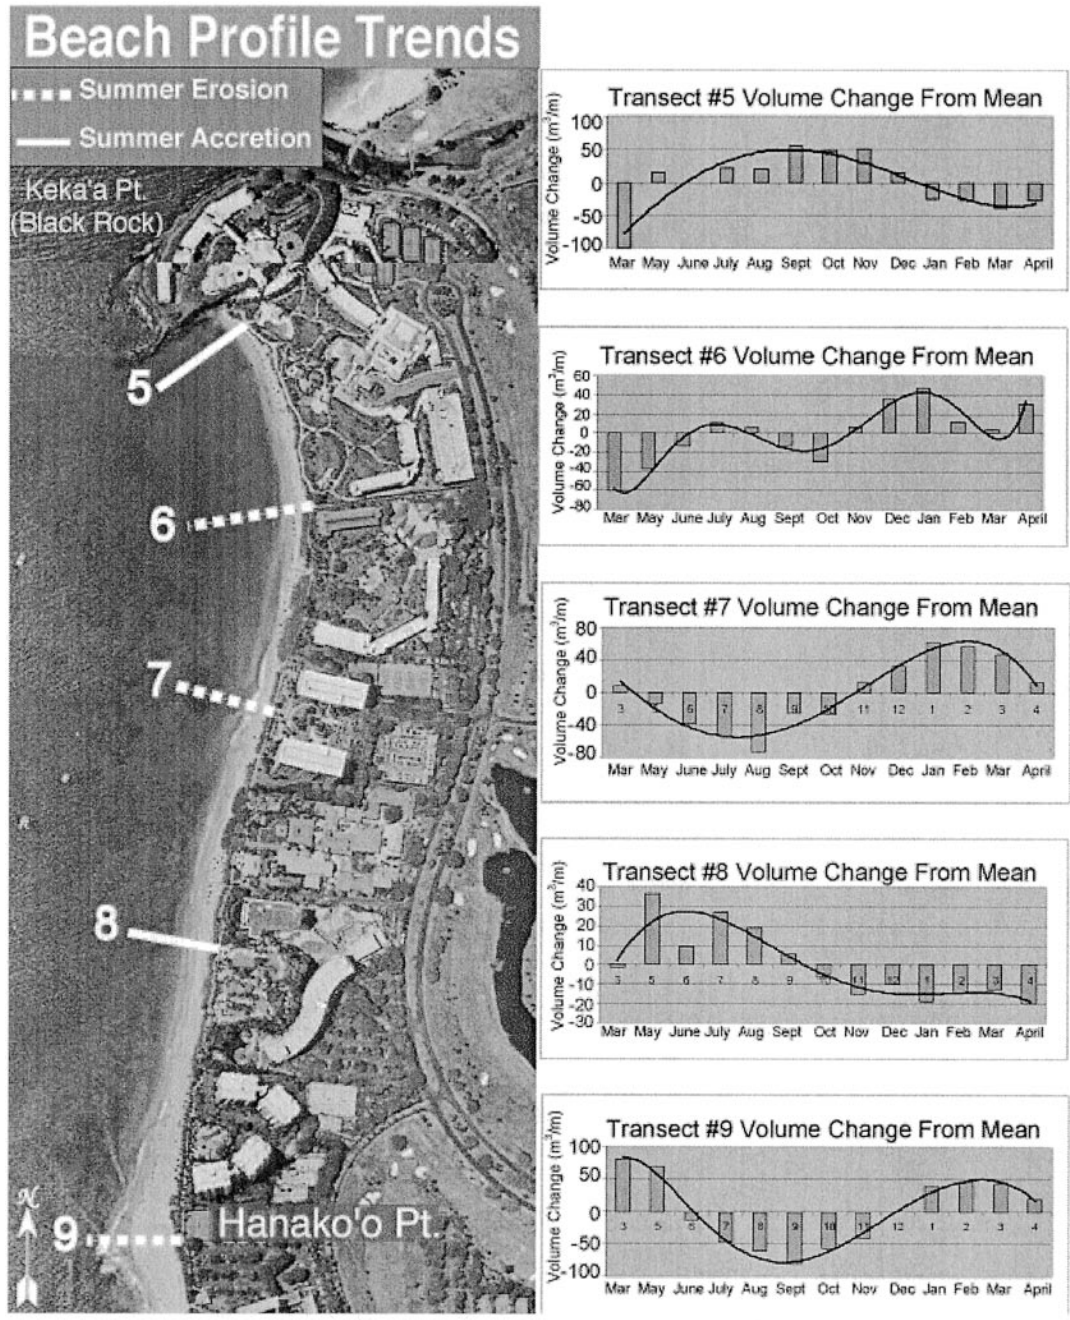 Beach Profile Trends
Summer Erosion
Summer Accretion
Keka'a Pt.
(Black Rock)
5
6
7
8
9
Hanako'o Pt.
N
Transect #5 Volume Change From Mean
Volume Change (m³/m)
100
50
0
-50
-100
Mar May June July Aug Sept Oct Nov Dec Jan Feb Mar April
Transect #6 Volume Change From Mean
Volume Change (m³/m)
60
40
20
0
-20
-40
-60
-80
Mar May June July Aug Sept Oct Nov Dec Jan Feb Mar April
Transect #7 Volume Change From Mean
Volume Change (m³/m)
80
40
0
-40
-80
3 5 6 7 8 9 10 11 12 1 2 3 4
Mar May June July Aug Sept Oct Nov Dec Jan Feb Mar April
Transect #8 Volume Change From Mean
Volume Change (m³/m)
40
30
20
10
0
-10
-20
-30
3 5 6 7 8 9 10 11 12 1 2 3 4
Mar May June July Aug Sept Oct Nov Dec Jan Feb Mar April
Transect #9 Volume Change From Mean
Volume Change (m³/m)
100
50
0
-50
-100
3 5 6 7 8 9 10 11 12 1 2 3 4
Mar May June July Aug Sept Oct Nov Dec Jan Feb Mar April